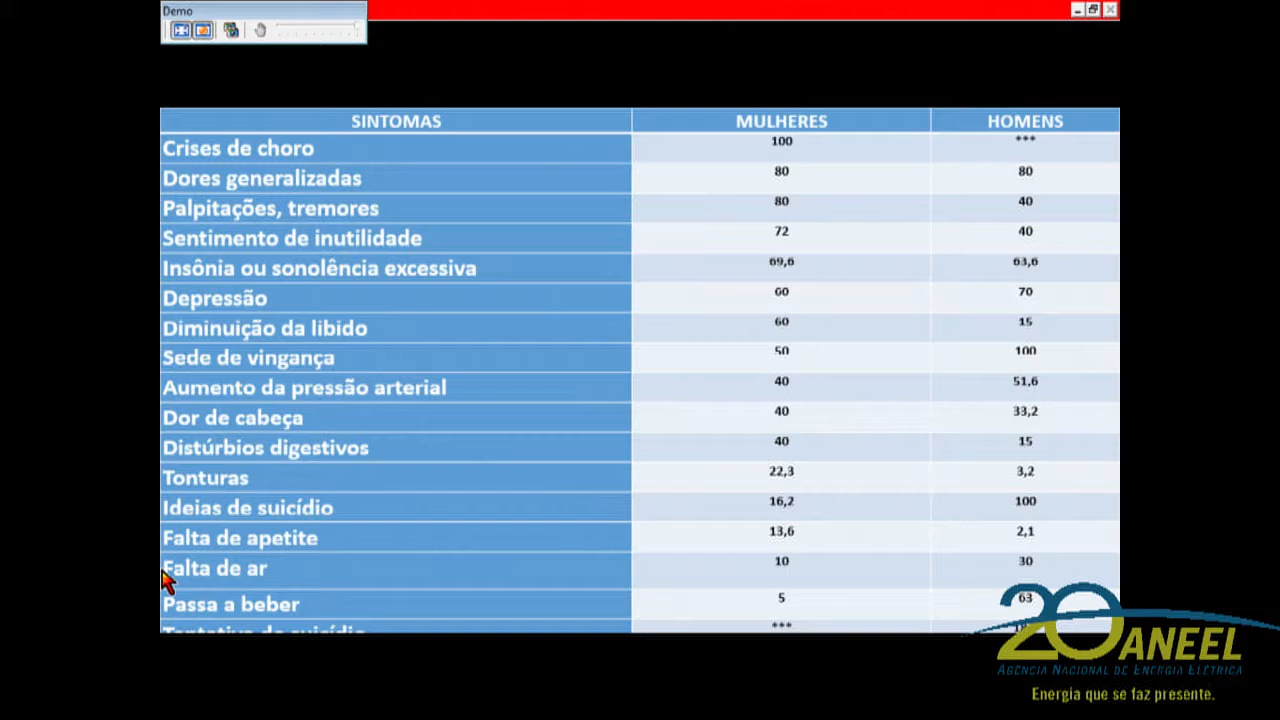 Demo
SINTOMAS MULHERES HOMENS
Crises de choro 100 ***
Dores generalizadas 80 80
Palpitações, tremores 80 40
Sentimento de inutilidade 72 40
Insônia ou sonolência excessiva 69,6 63,6
Depressão 60 70
Diminuição da libido 60 15
Sede de vingança 50 100
Aumento da pressão arterial 40 51,6
Dor de cabeça 40 33,2
Distúrbios digestivos 40 15
Tonturas 22,3 3,2
Ideias de suicídio 16,2 100
Falta de apetite 13,6 2,1
Falta de ar 10 30
Passa a beber 5 63
Tentativa de suicídio ***
20 ANEEL
AGÊNCIA NACIONAL DE ENERGIA ELÉTRICA
Energia que se faz presente.